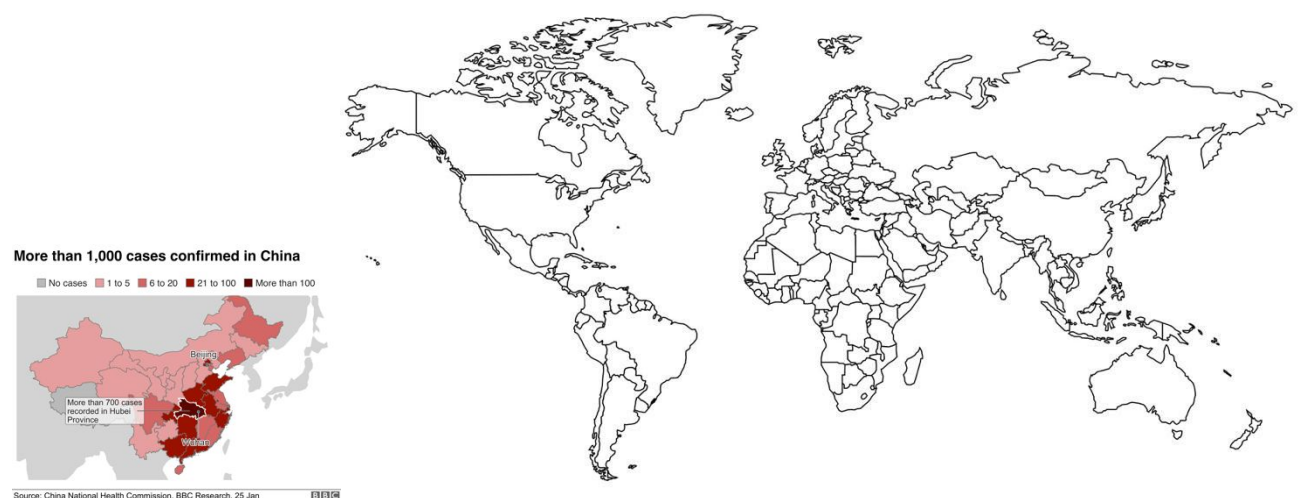 More than 1,000 cases confirmed in China
No cases 1 to 5 6 to 20 21 to 100 More than 100
Beijing
More than 700 cases
recorded in Hubei
Province
Wuhan
Source: China National Health Commission, BBC Research, 25 Jan BBC